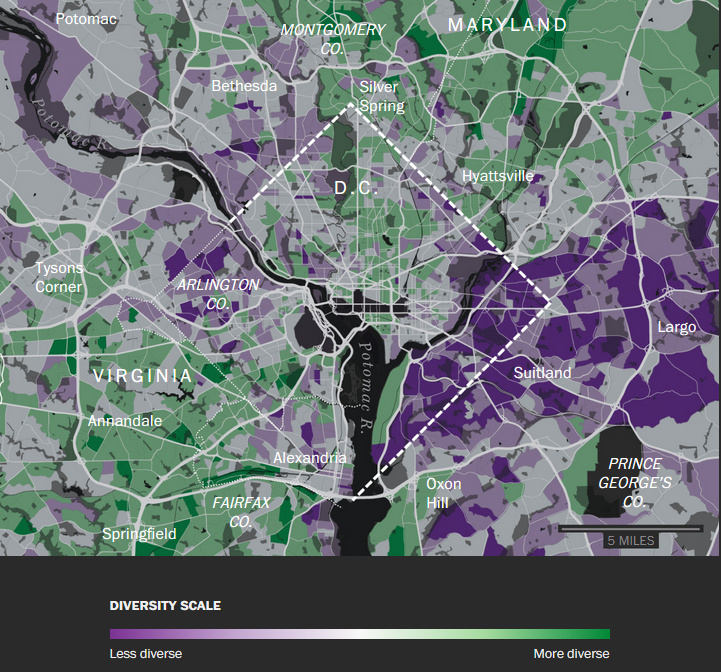 Potomac
MONTGOMERY
CO.
MARYLAND
Bethesda
Silver
Spring
Potomac R.
D.C.
Hyattsville
Tysons
Corner
ARLINGTON
CO.
Largo
VIRGINIA
Potomac R.
Suitland
Annandale
Alexandria
PRINCE
GEORGE'S
CO.
Oxon
Hill
FAIRFAX
CO.
Springfield
5 MILES
DIVERSITY SCALE
Less diverse
More diverse